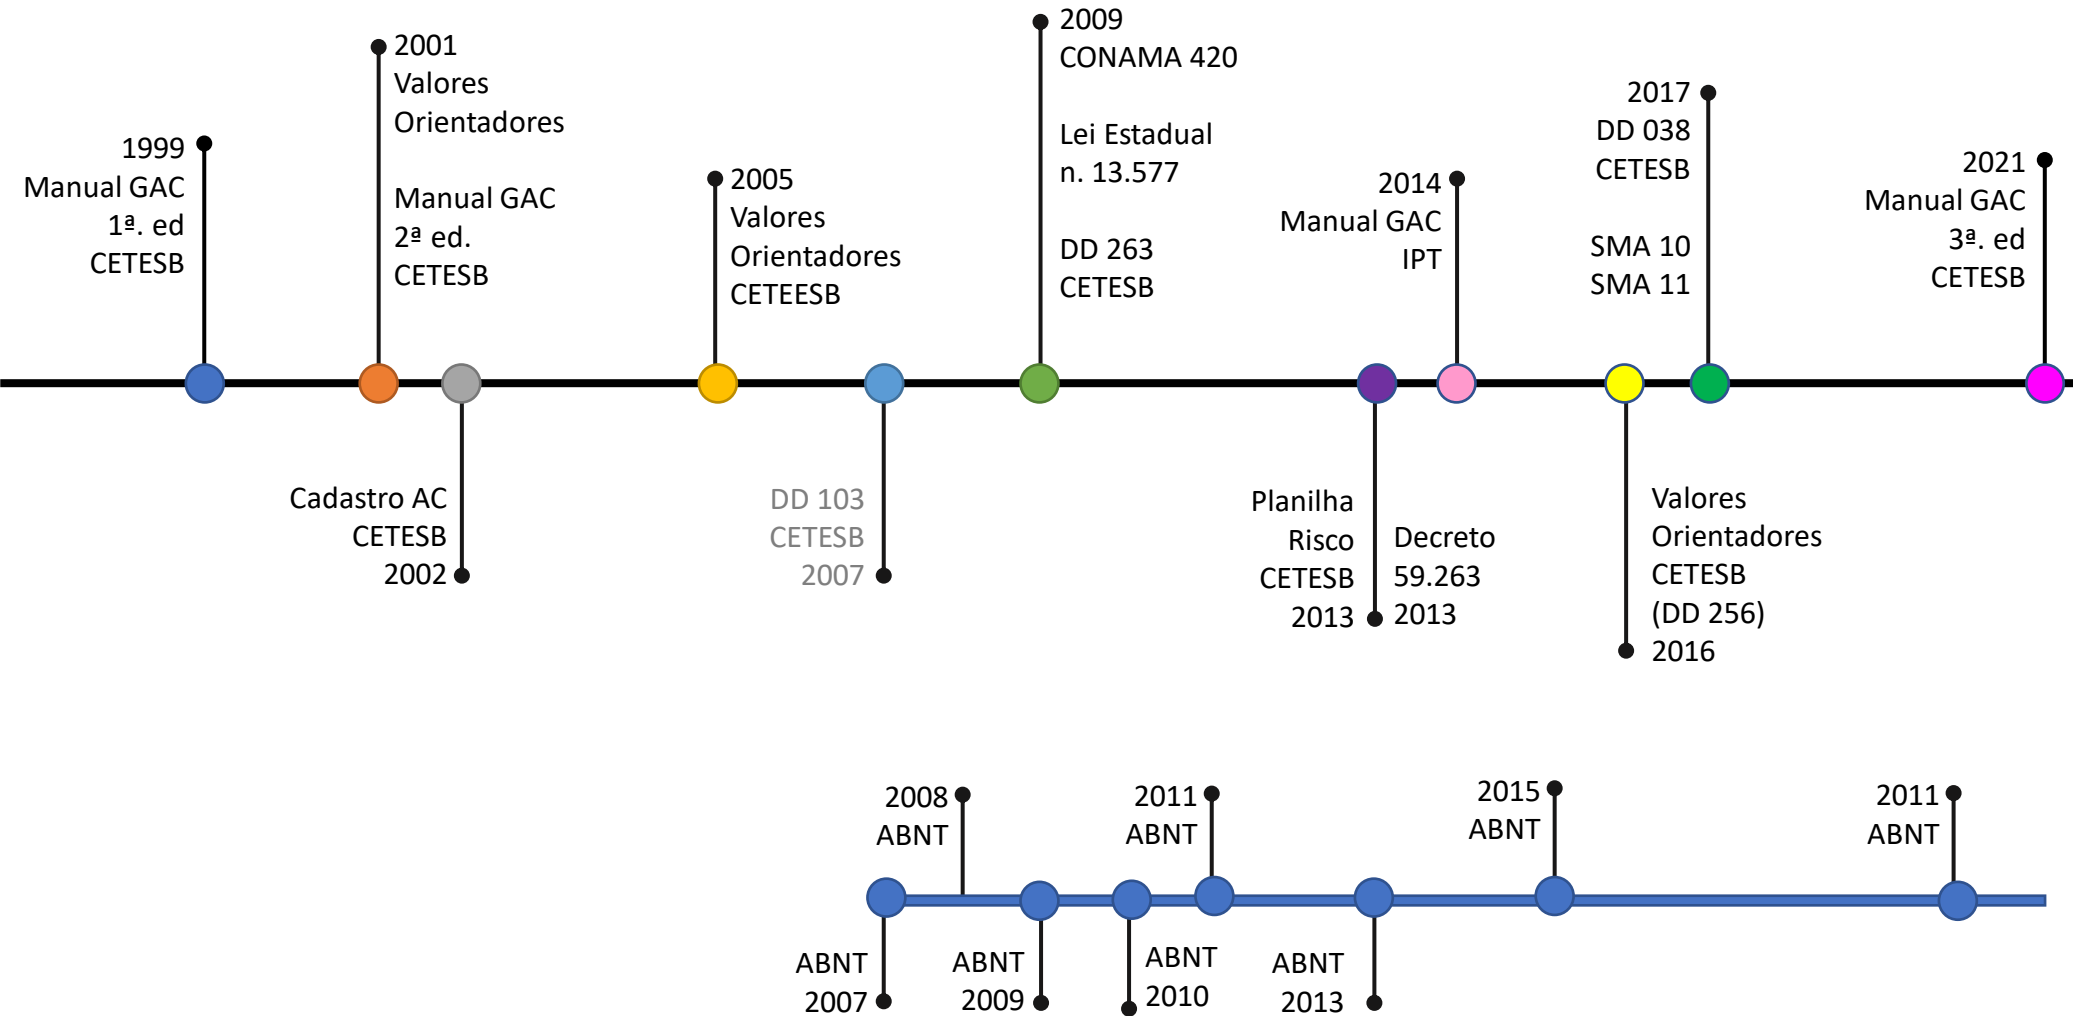 1999
Manual GAC
1ª. ed
CETESB
2001
Valores
Orientadores
Manual GAC
2ª ed.
CETESB
2005
Valores
Orientadores
CETEESB
2009
CONAMA 420
Lei Estadual
n. 13.577
DD 263
CETESB
2014
Manual GAC
IPT
2017
DD 038
CETESB
SMA 10
SMA 11
2021
Manual GAC
3ª. ed
CETESB
Cadastro AC
CETESB
2002
DD 103
CETESB
2007
Planilha
Risco
CETESB
2013
Decreto
59.263
2013
Valores
Orientadores
CETESB
(DD 256)
2016
2008
ABNT
2011
ABNT
2015
ABNT
2011
ABNT
ABNT
2007
ABNT
2009
ABNT
2010
ABNT
2013